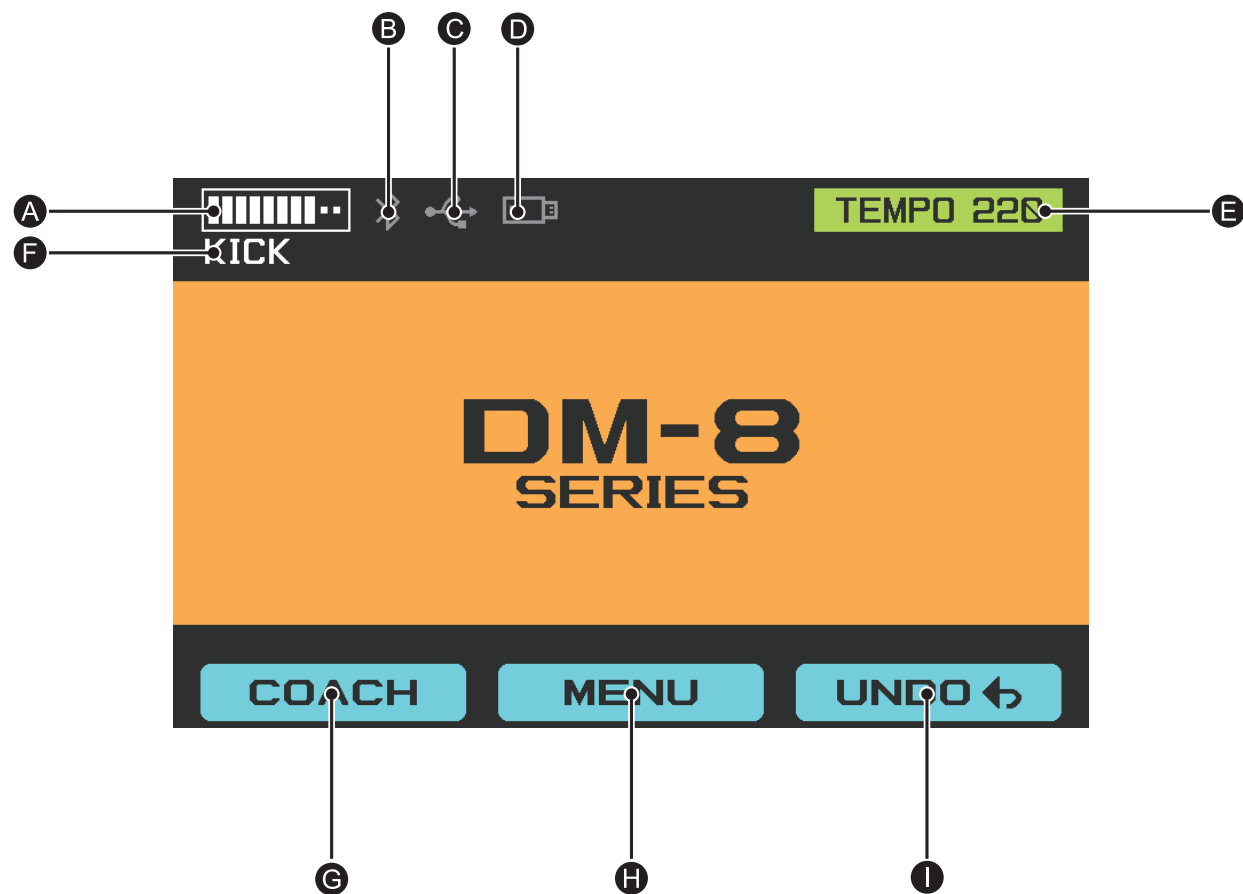 B C D
A TEMPO 220 E
F KICK
DM-8
SERIES
COACH MENU UNDO
G H I